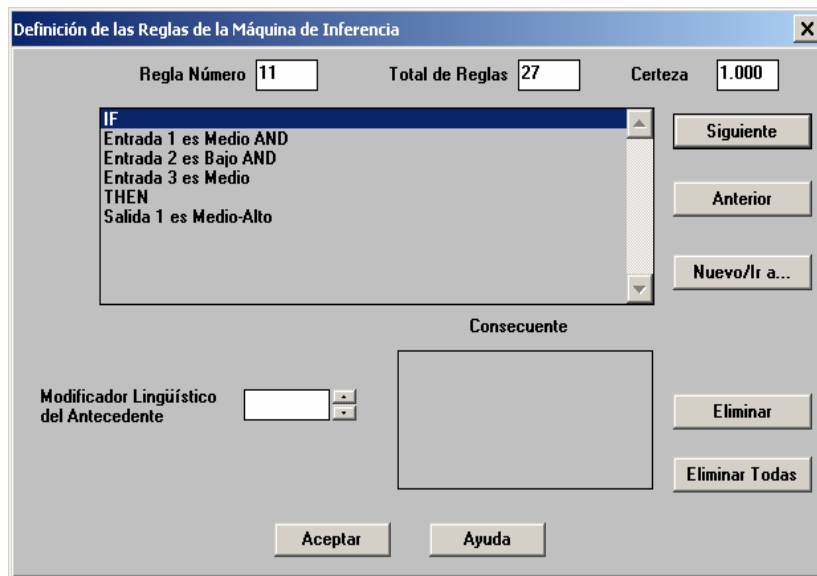 Definición de las Reglas de la Máquina de Inferencia
Regla Número 11 Total de Reglas 27 Certeza 1.000
IF
Entrada 1 es Medio AND
Entrada 2 es Bajo AND
Entrada 3 es Medio
THEN
Salida 1 es Medio-Alto
Siguiente
Anterior
Nuevo/Ir a...
Consecuente
Modificador Lingüístico
del Antecedente
Eliminar
Eliminar Todas
Aceptar Ayuda